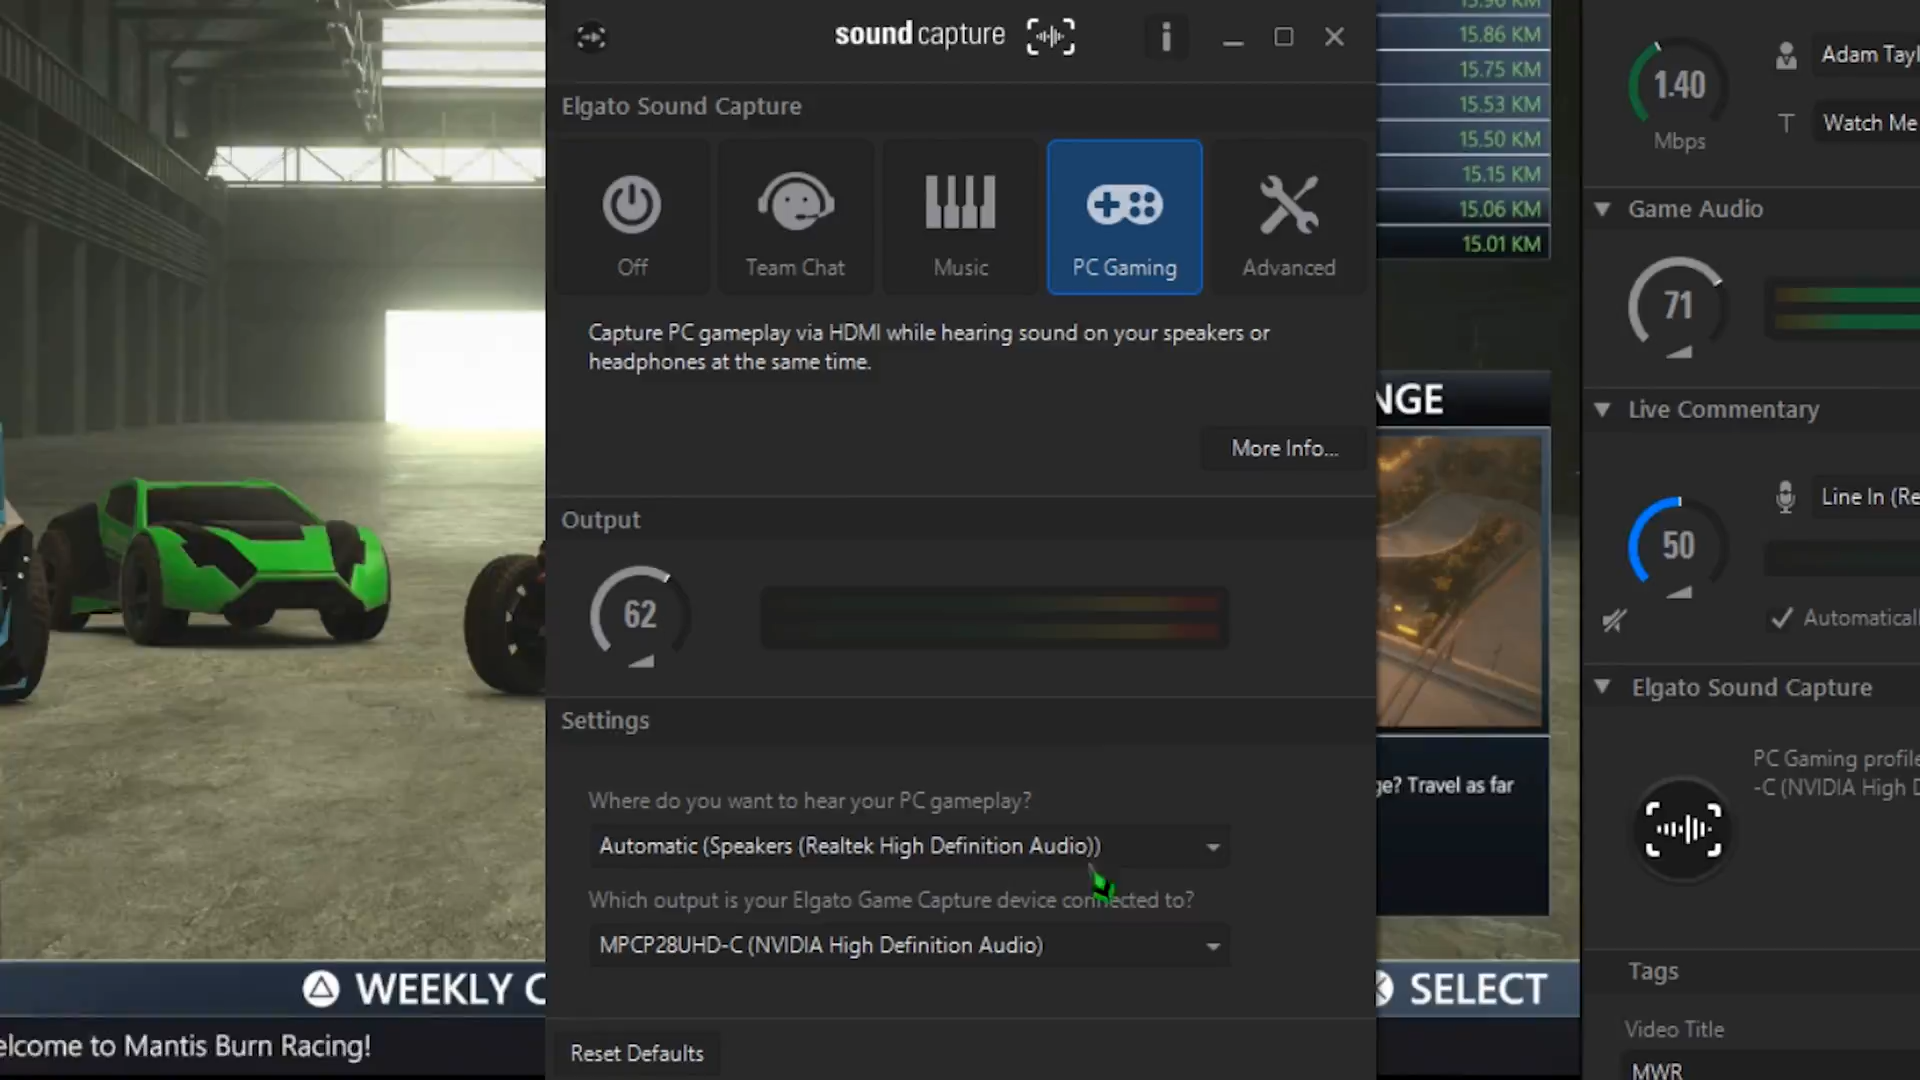 sound capture
Elgato Sound Capture
Off
Team Chat
Music
PC Gaming
Advanced
Capture PC gameplay via HDMI while hearing sound on your speakers or
headphones at the same time.
More Info...
Output
62
Settings
Where do you want to hear your PC gameplay?
Automatic (Speakers (Realtek High Definition Audio))
Which output is your Elgato Game Capture device connected to?
MPCP28UHD-C (NVIDIA High Definition Audio)
Reset Defaults
15.96 KM
15.86 KM
15.75 KM
15.53 KM
15.50 KM
15.15 KM
15.06 KM
15.01 KM
NGE
ge? Travel as far
WEEKLY C
SELECT
elcome to Mantis Burn Racing!
1.40
Mbps
Adam Tayl
T
Watch Me
Game Audio
71
Live Commentary
50
Line In (Re
Automaticall
Elgato Sound Capture
PC Gaming profile
-C (NVIDIA High D
Tags
Video Title
MWR